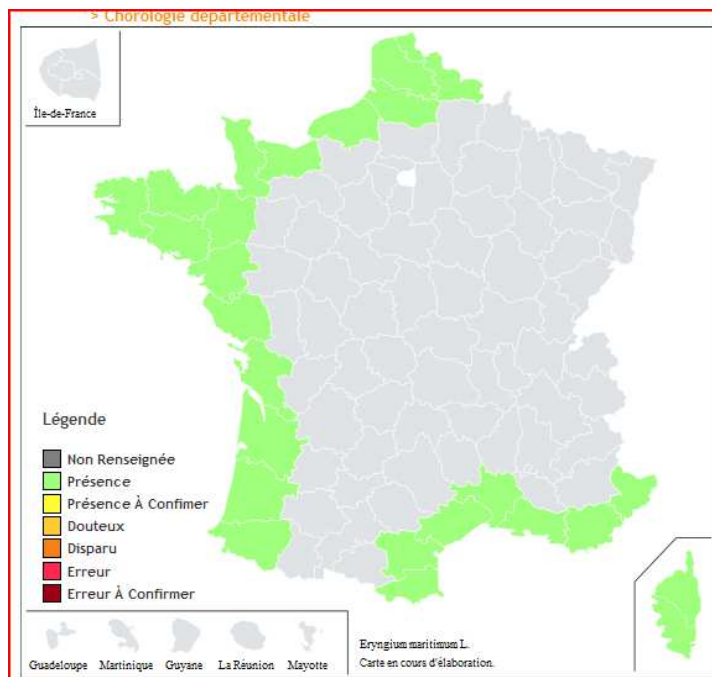 > Chorologie départementale
Île-de-France
Légende
Non Renseignée
Présence
Présence À Confimer
Douteux
Disparu
Erreur
Erreur À Confirmer
Guadeloupe Martinique Guyane La Réunion Mayotte
Eryngium maritimum L.
Carte en cours d'élaboration.